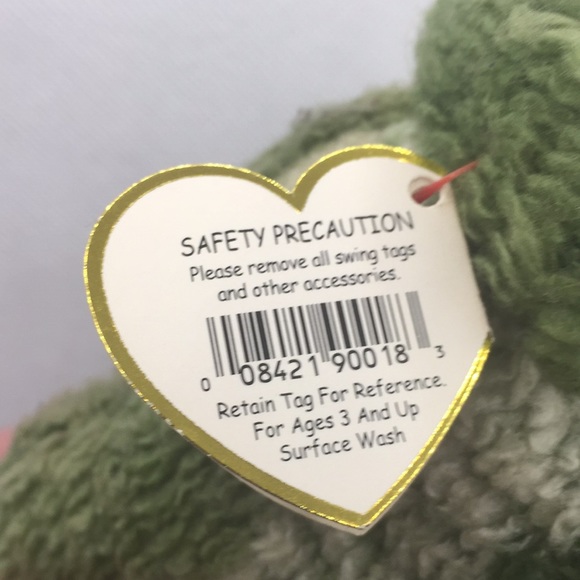 SAFETY PRECAUTION
Please remove all swing tags
and other accessories.
0 08421 90018 3
Retain Tag For Reference.
For Ages 3 And Up
Surface Wash